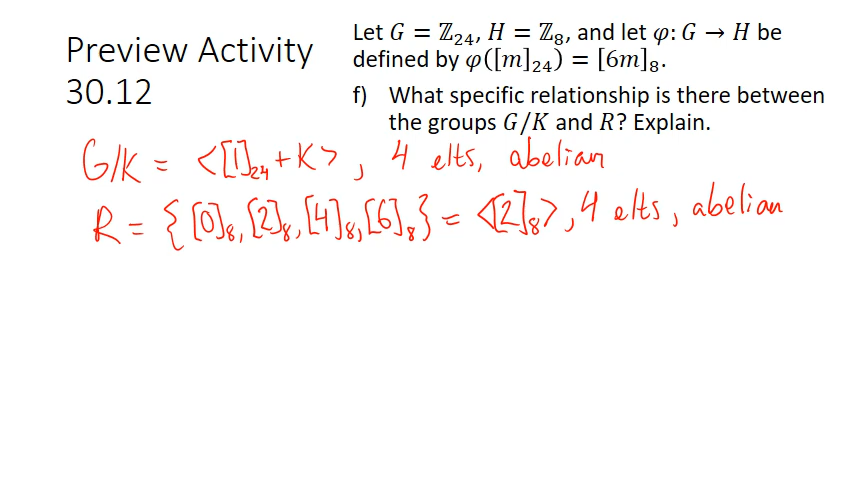 Preview Activity
30.12
Let G = ℤ₂₄, H = ℤ₈, and let φ: G → H be
defined by φ([m]₂₄) = [6m]₈.
f) What specific relationship is there between
the groups G/K and R? Explain.
G/K = <[1]₂₄ + K>, 4 elts, abelian
R = {[0]₈, [2]₈, [4]₈, [6]₈} = <[2]₈>, 4 elts, abelian